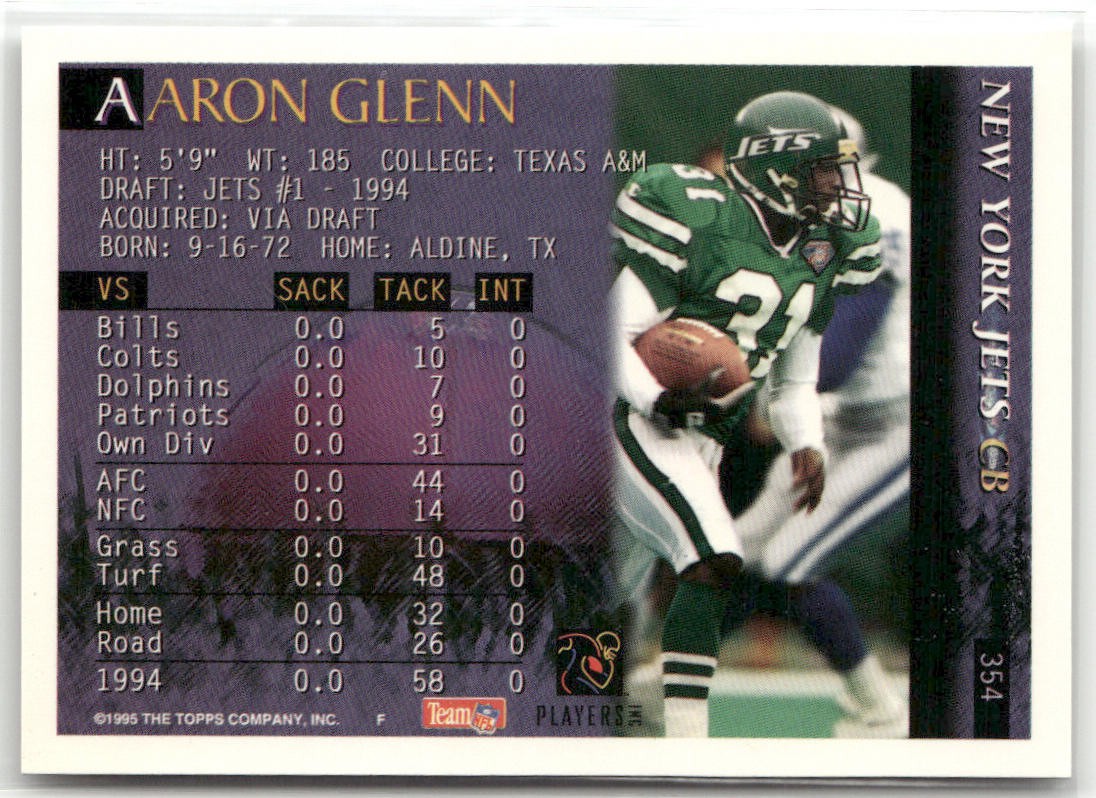 AARON GLENN
HT: 5'9" WT: 185 COLLEGE: TEXAS A&M
DRAFT: JETS #1 - 1994
ACQUIRED: VIA DRAFT
BORN: 9-16-72 HOME: ALDINE, TX
VS SACK TACK INT
Bills 0.0 5 0
Colts 0.0 10 0
Dolphins 0.0 7 0
Patriots 0.0 9 0
Own Div 0.0 31 0
AFC 0.0 44 0
NFC 0.0 14 0
Grass 0.0 10 0
Turf 0.0 48 0
Home 0.0 32 0
Road 0.0 26 0
1994 0.0 58 0
©1995 THE TOPPS COMPANY, INC. F
Team NFL
PLAYERS INC
JETS
31
31
NEW YORK JETS CB
354